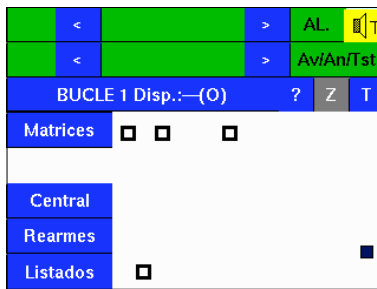 < > AL. T
< > Av/An/Tst
BUCLE 1 Disp.:—(O) ? Z T
Matrices
Central
Rearmes
Listados